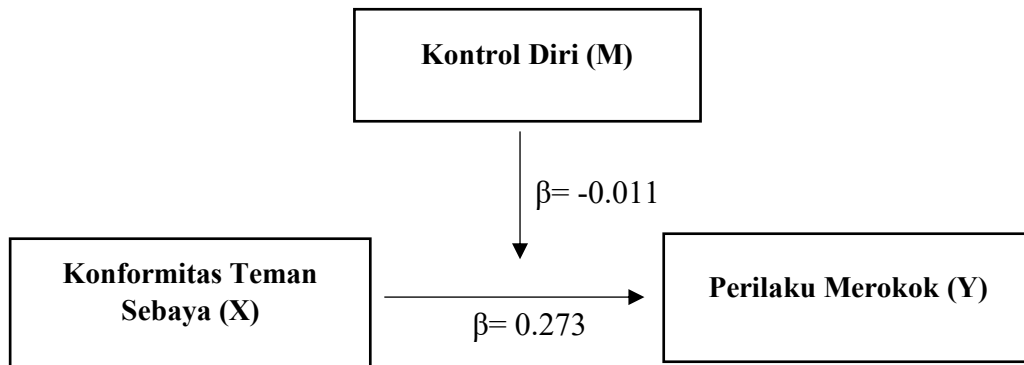 Kontrol Diri (M)
β= -0.011
Konformitas Teman
Sebaya (X)
Perilaku Merokok (Y)
β= 0.273